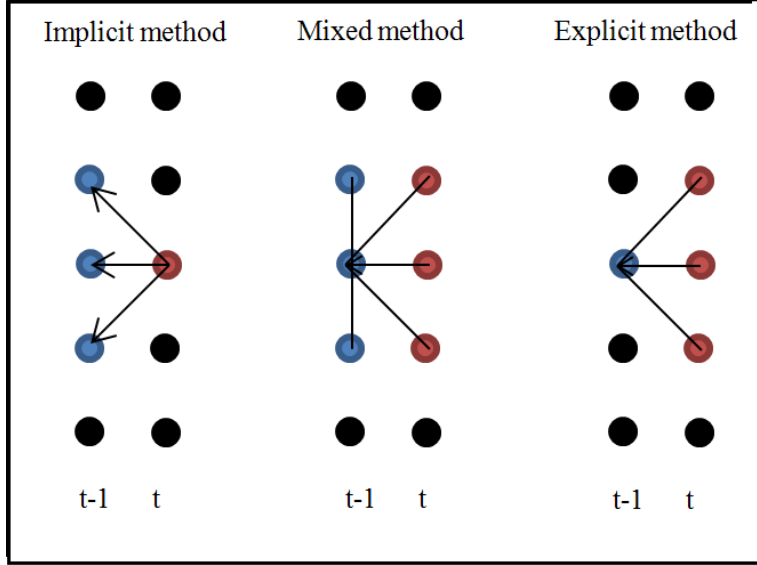 Implicit method
Mixed method
Explicit method
t-1 t
t-1 t
t-1 t